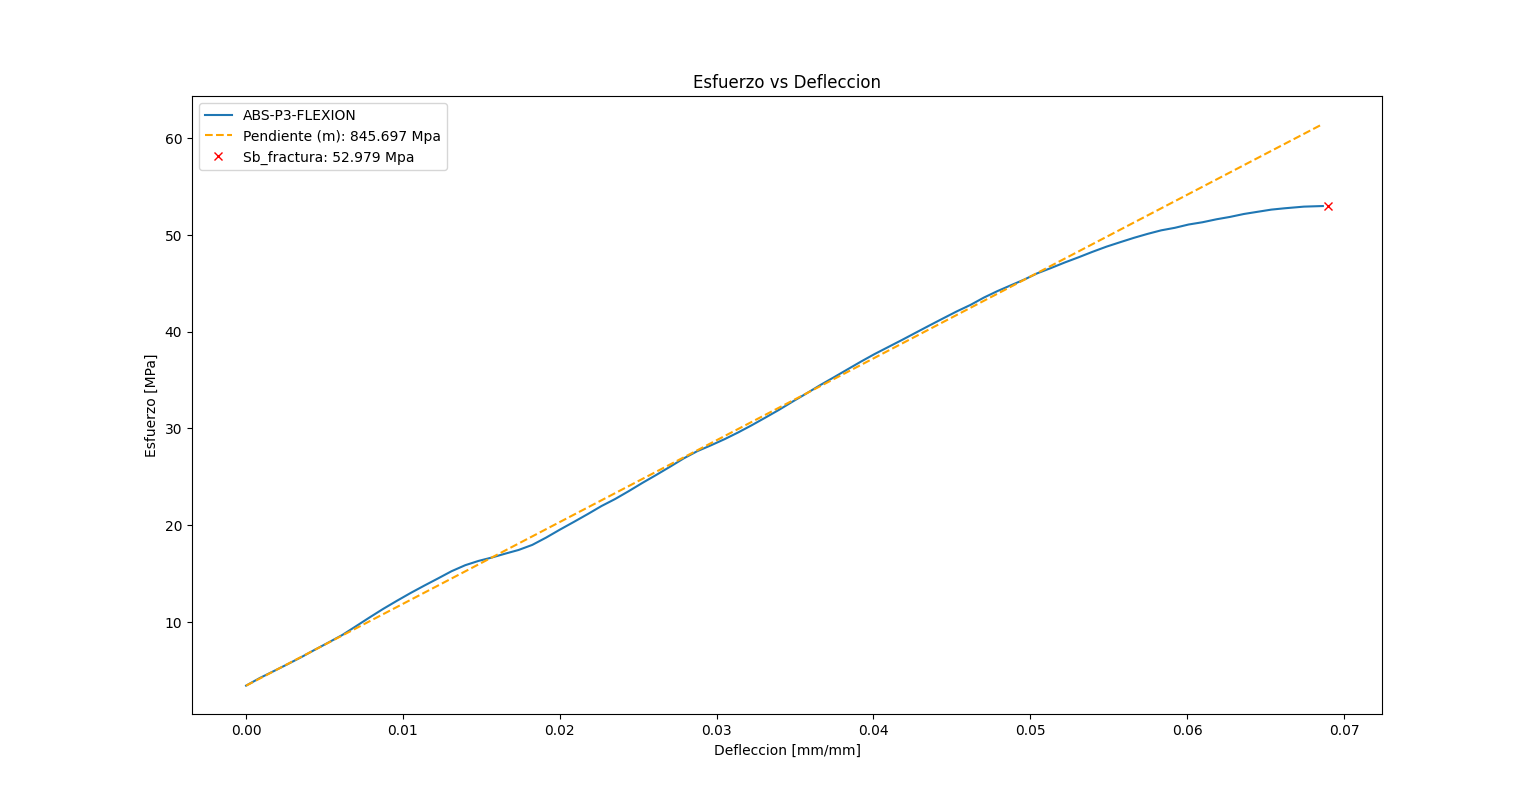 Esfuerzo vs Defleccion
ABS-P3-FLEXION
Pendiente (m): 845.697 Mpa
Sb_fractura: 52.979 Mpa
60
50
40
30
20
10
Esfuerzo [MPa]
0.00 0.01 0.02 0.03 0.04 0.05 0.06 0.07
Defleccion [mm/mm]